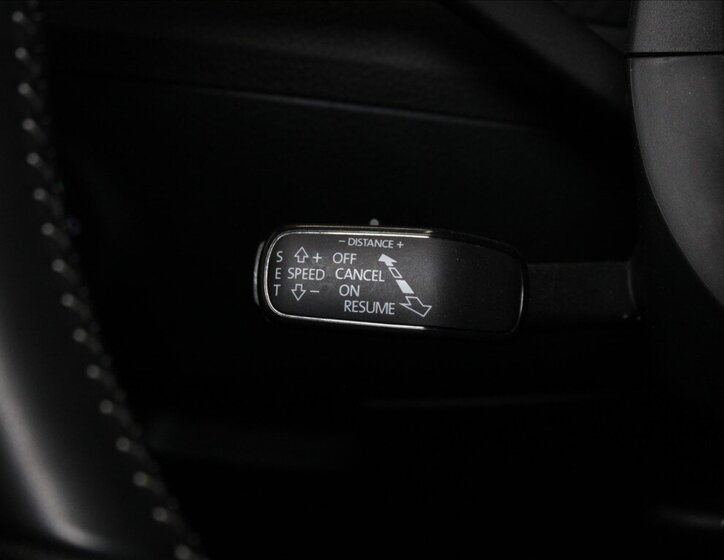 − DISTANCE +
S ⇧ + OFF
E SPEED CANCEL
T ⇩ − ON
RESUME